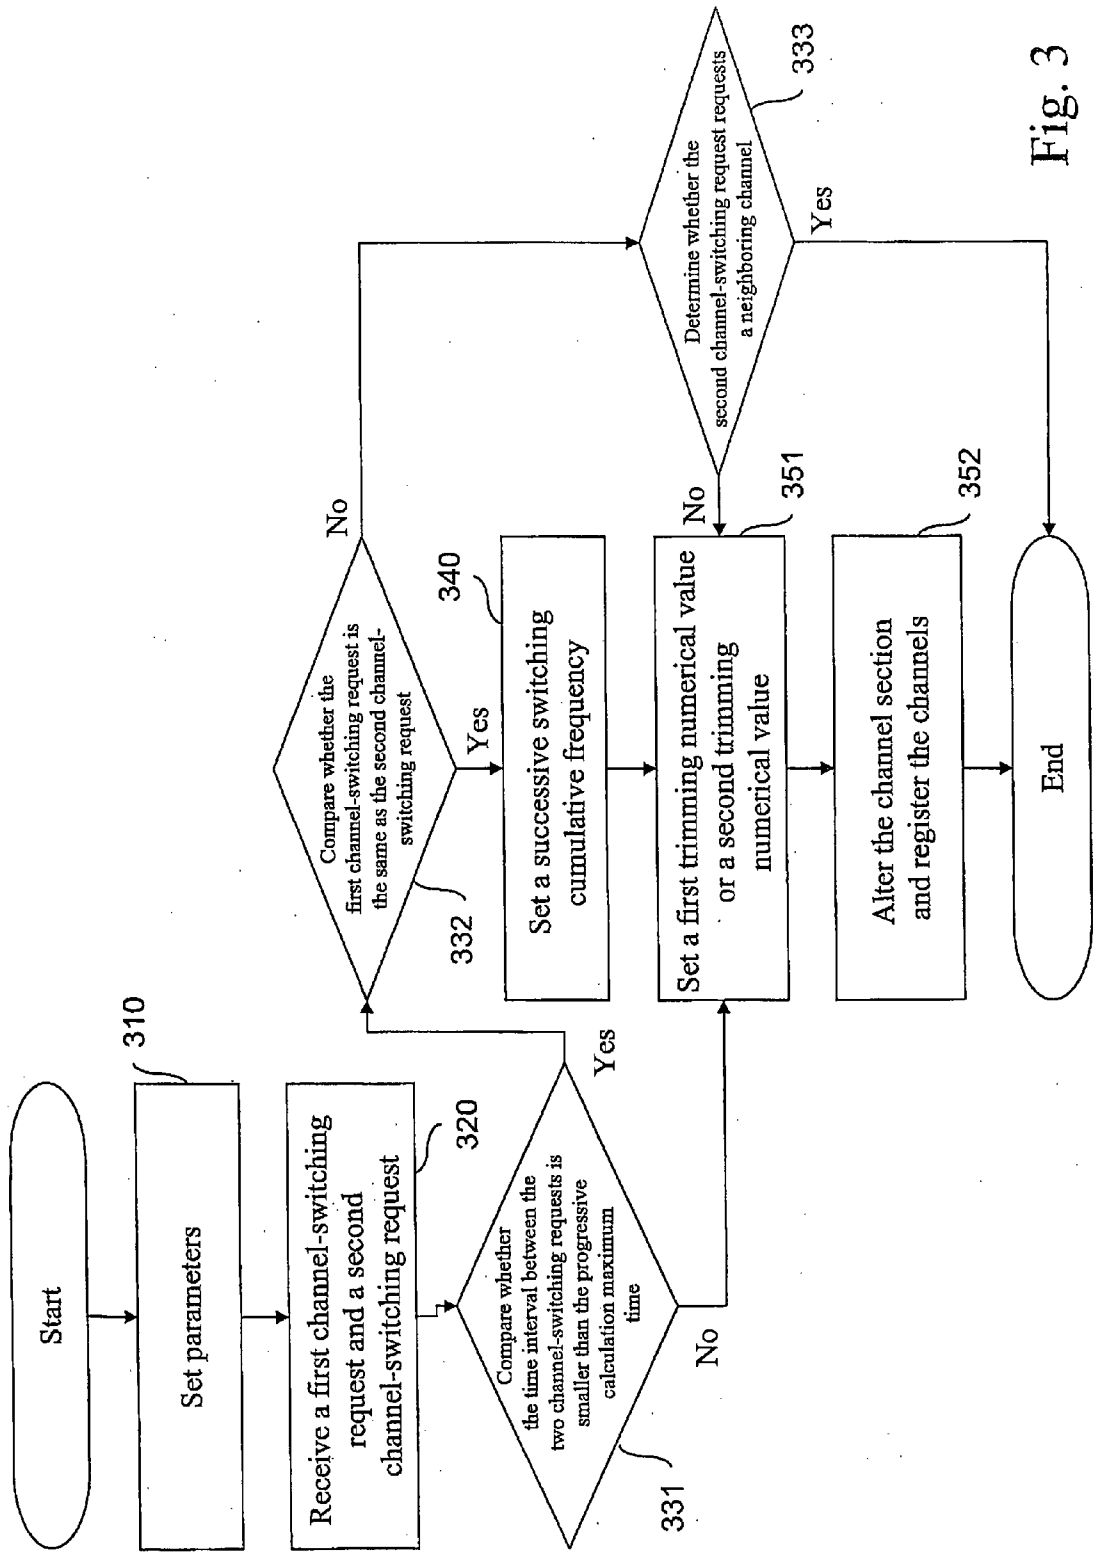 Start
310
Set parameters
Receive a first channel-switching
request and a second
channel-switching request
320
Compare whether
the time interval between the
two channel-switching requests is
smaller than the progressive
calculation maximum
time
331
Yes
No
Compare whether the
first channel-switching request is
the same as the second channel-
switching request
332
No
Yes
340
Set a successive switching
cumulative frequency
Determine whether the
second channel-switching request requests
a neighboring channel
333
No
Yes
Set a first trimming numerical value
or a second trimming
numerical value
351
Alter the channel section
and register the channels
352
End
Fig. 3